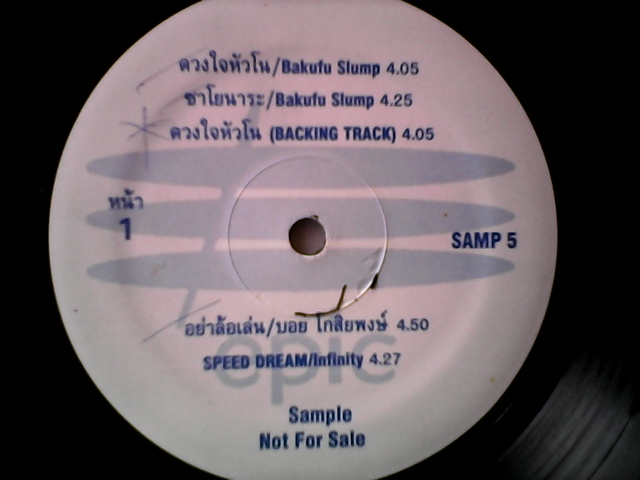 ดวงใจหัวโน/Bakufu Slump 4.05
ซาโยนาระ/Bakufu Slump 4.25
ดวงใจหัวโน (BACKING TRACK) 4.05
หน้า
1
SAMP 5
อย่าล้อเล่น/บอย โกสิยพงษ์ 4.50
SPEED DREAM/Infinity 4.27
epic
Sample
Not For Sale